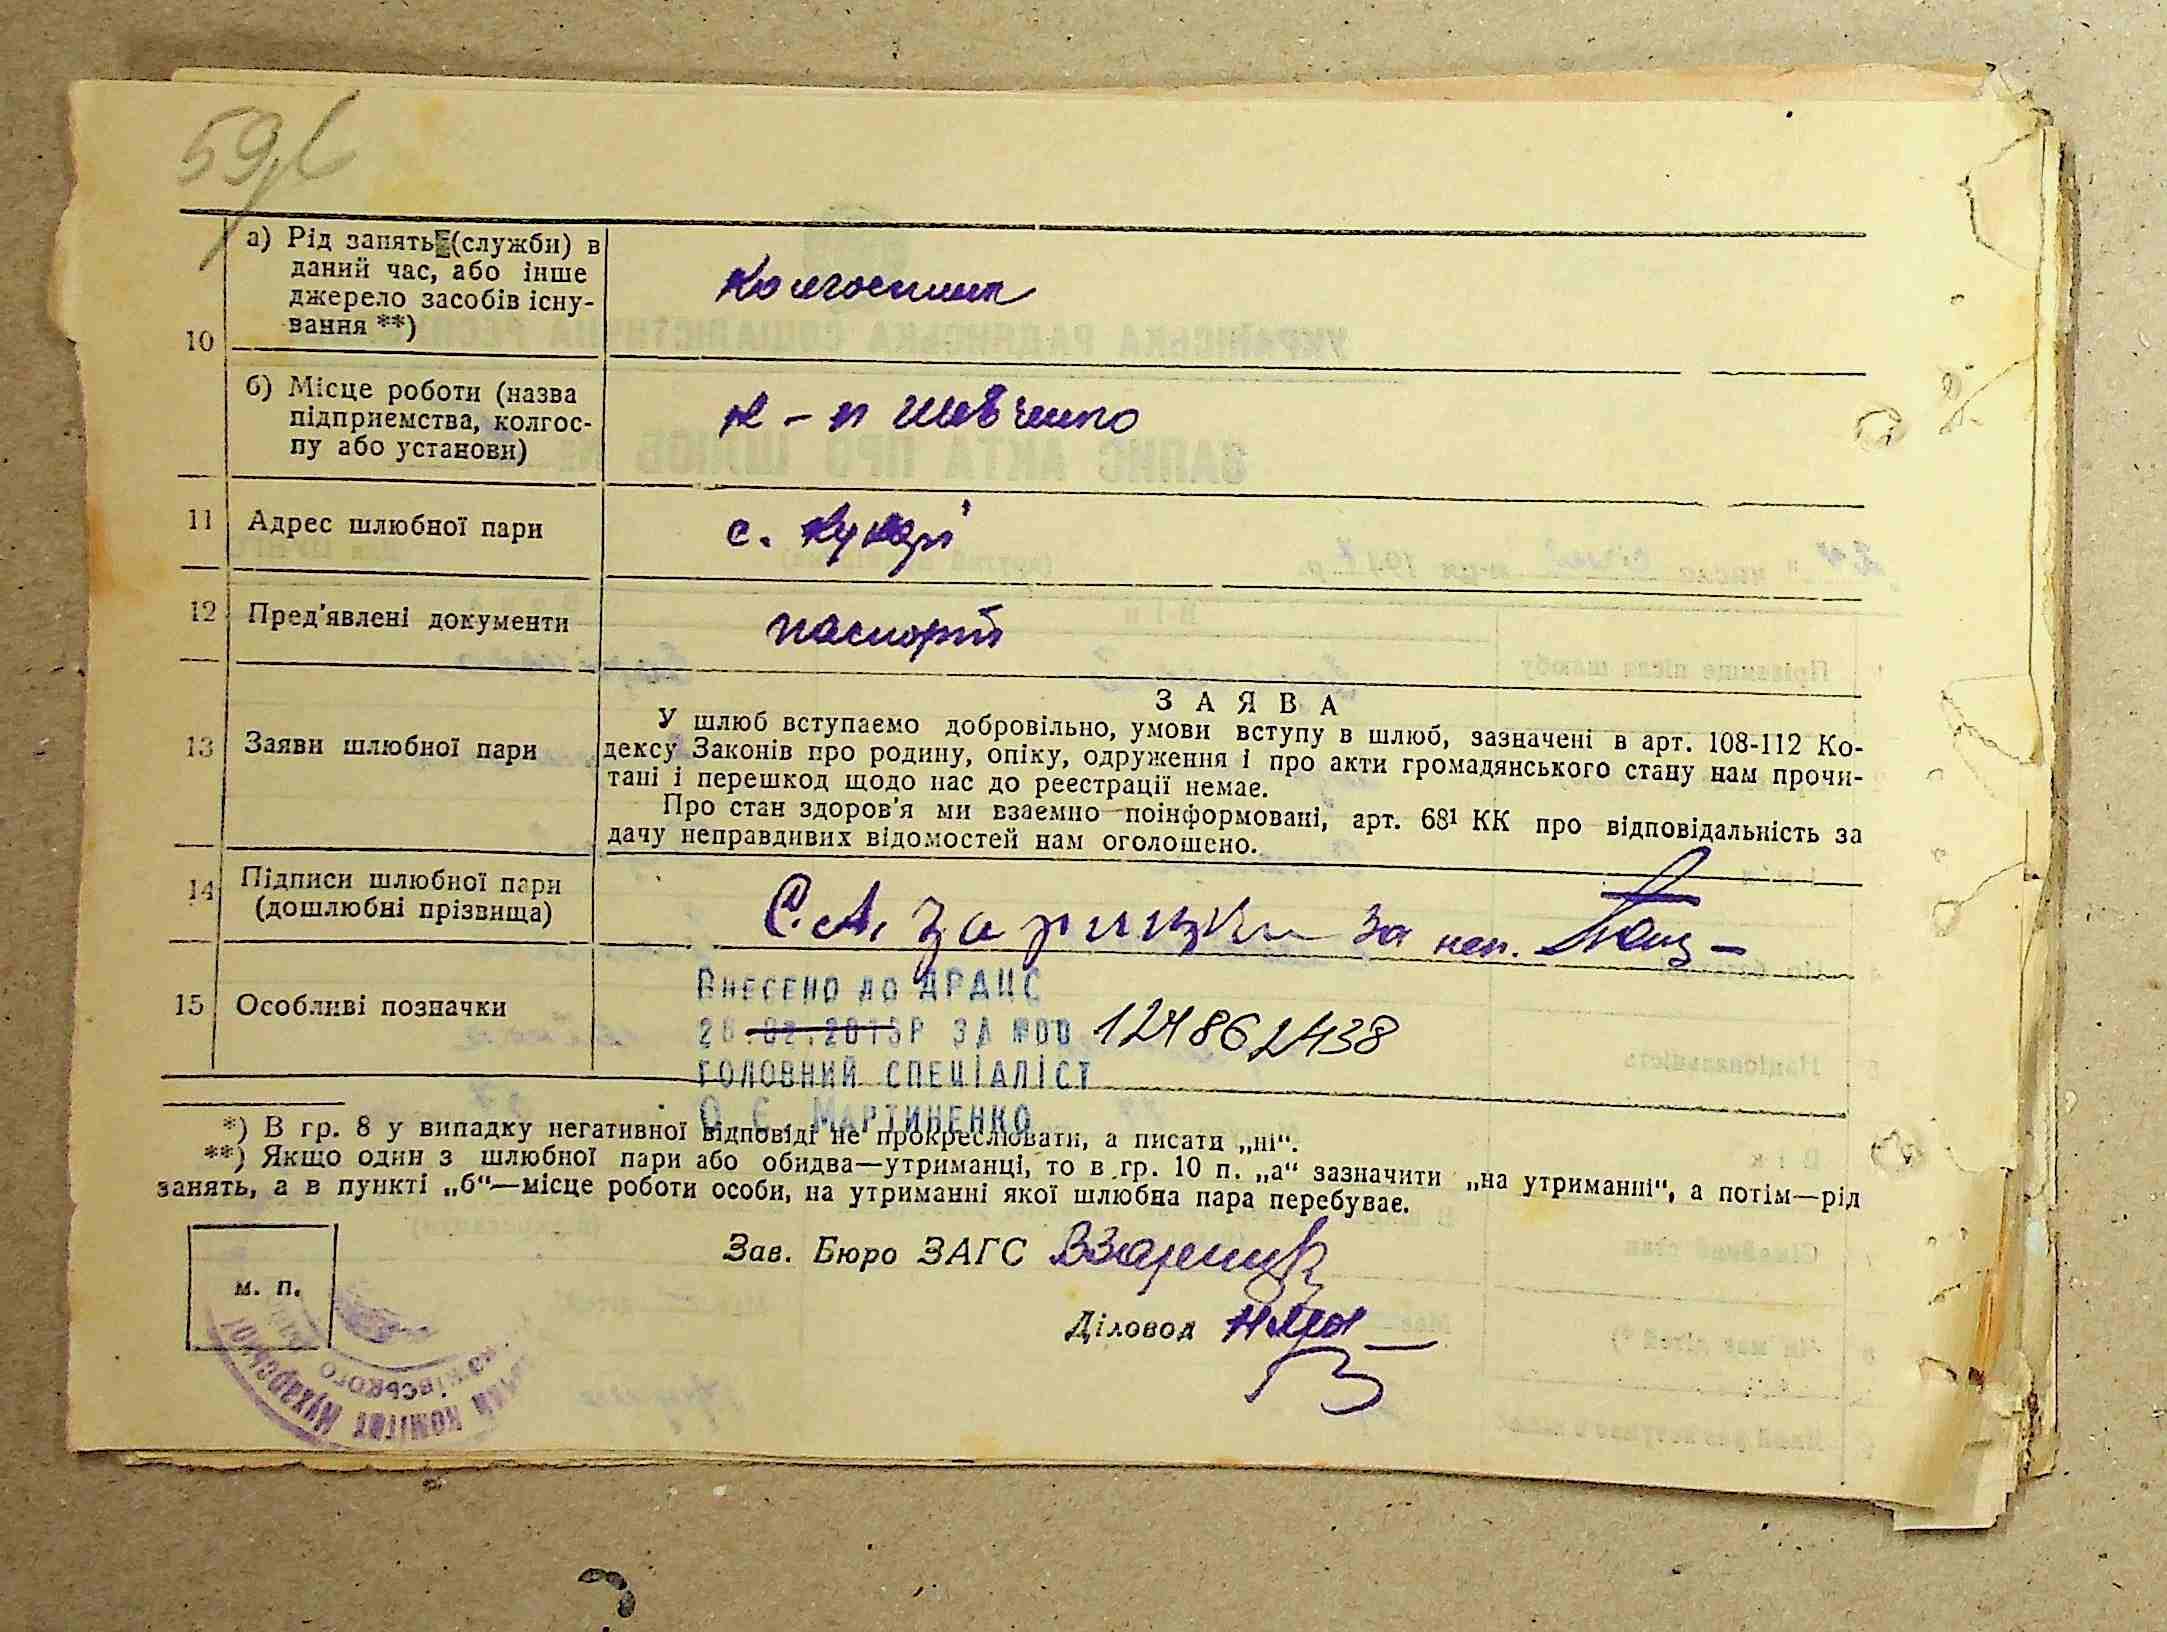 59
10
а) Рід занять (служби) в
даний час, або інше
джерело засобів існу-
вання **)
Колгоспник
б) Місце роботи (назва
підприємства, колгос-
пу або установи)
к-п Шевченко
11 Адрес шлюбної пари
с.
12 Пред'явлені документи
паспорти
13 Заяви шлюбної пари
ЗАЯВА
У шлюб вступаємо добровільно, умови вступу в шлюб, зазначені в арт. 108-112 Ко-
дексу Законів про родину, опіку, одруження і про акти громадянського стану нам прочи-
тані і перешкод щодо нас до реєстрації немає.
Про стан здоров'я ми взаємно поінформовані, арт. 68¹ КК про відповідальність за
дачу неправдивих відомостей нам оголошено.
14 Підписи шлюбної пари
(дошлюбні прізвища)
за неп.
15 Особливі позначки
Внесено до ДРАЦС
за №00 124862438
Головний спеціаліст
О.Є. Мартиненко
*) В гр. 8 у випадку негативної відповіді не прокреслювати, а писати „ні“.
**) Якщо один з шлюбної пари або обидва—утриманці, то в гр. 10 п. „а“ зазначити „на утриманні“, а потім—рід
занять, а в пункті „б“—місце роботи особи, на утриманні якої шлюбна пара перебуває.
м. п.
Зав. Бюро ЗАГС
Діловод